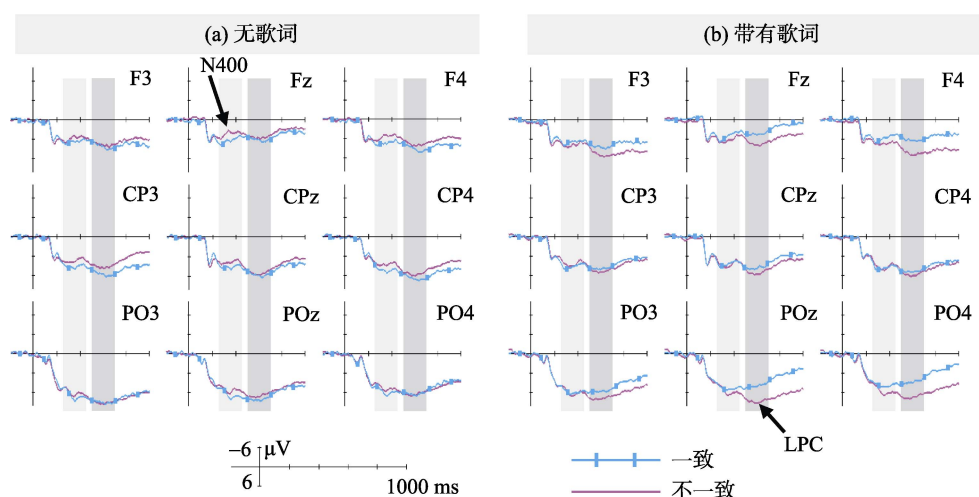 (a) 无歌词
(b) 带有歌词
N400
F3
Fz
F4
F3
Fz
F4
CP3
CPz
CP4
CP3
CPz
CP4
PO3
POz
PO4
PO3
POz
PO4
LPC
–6 μV
6
1000 ms
一致
不一致